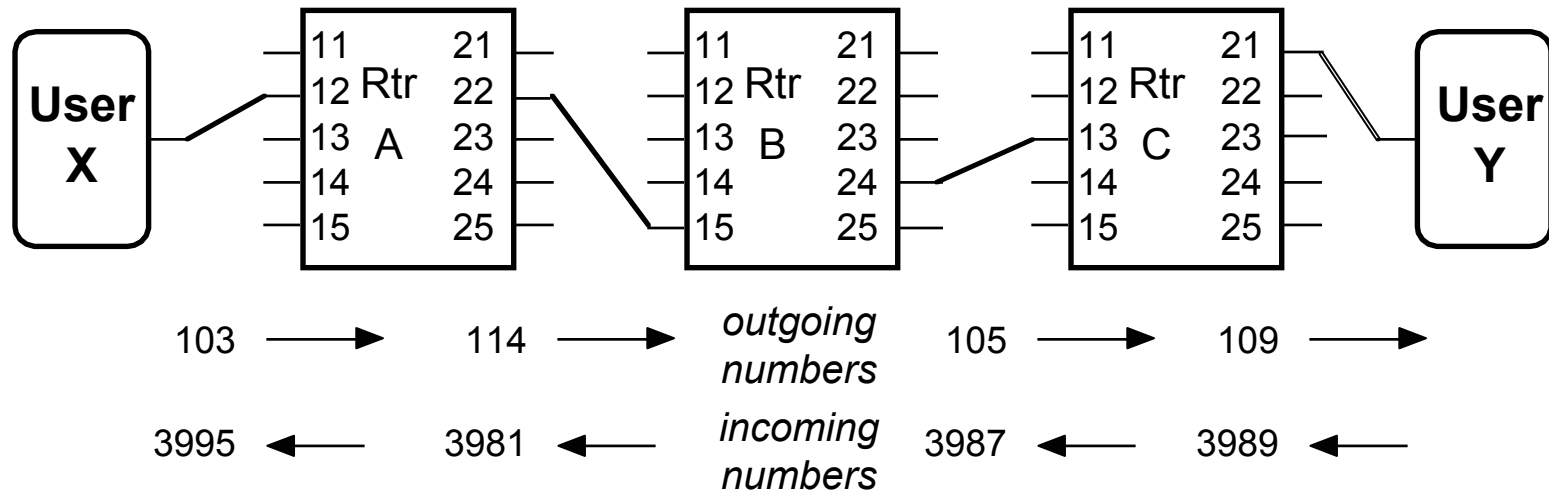 User
X
11 21
12 Rtr 22
13 A 23
14 24
15 25
11 21
12 Rtr 22
13 B 23
14 24
15 25
11 21
12 Rtr 22
13 C 23
14 24
15 25
User
Y
103 114 outgoing numbers 105 109
3995 3981 incoming numbers 3987 3989